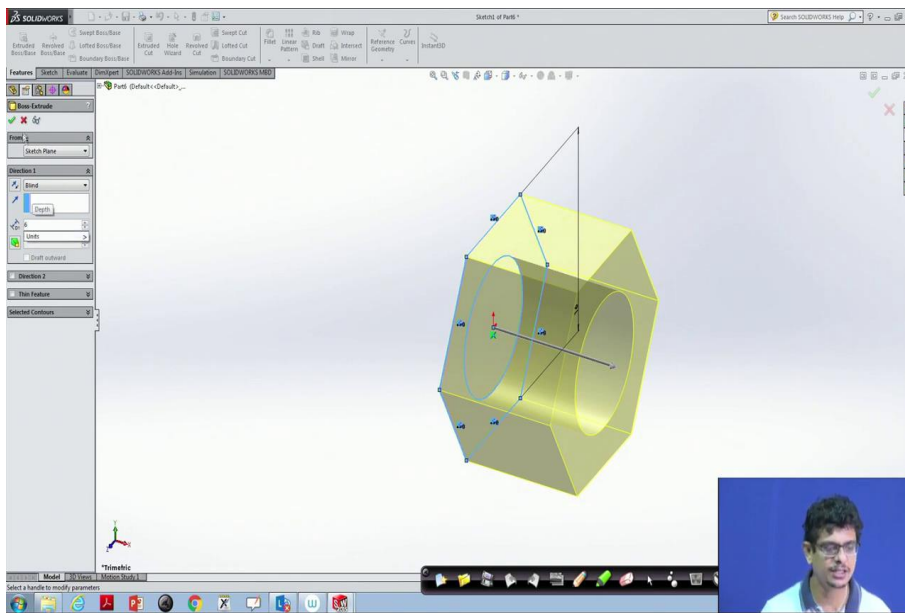 SOLIDWORKS
Sketch1 of Part6 *
Search SOLIDWORKS Help
Extruded Boss/Base
Revolved Boss/Base
Swept Boss/Base
Lofted Boss/Base
Boundary Boss/Base
Extruded Cut
Hole Wizard
Revolved Cut
Swept Cut
Lofted Cut
Boundary Cut
Fillet
Linear Pattern
Rib
Draft
Shell
Wrap
Intersect
Mirror
Reference Geometry
Curves
Instant3D
Features Sketch Evaluate DimXpert SOLIDWORKS Add-Ins Simulation SOLIDWORKS MBD
Part6 (Default<<Default>_...
Boss-Extrude
From
Sketch Plane
Direction 1
Blind
Depth
6
Units
Draft outward
Direction 2
Thin Feature
Selected Contours
*Trimetric
Model 3D Views Motion Study 1
Select a handle to modify parameters